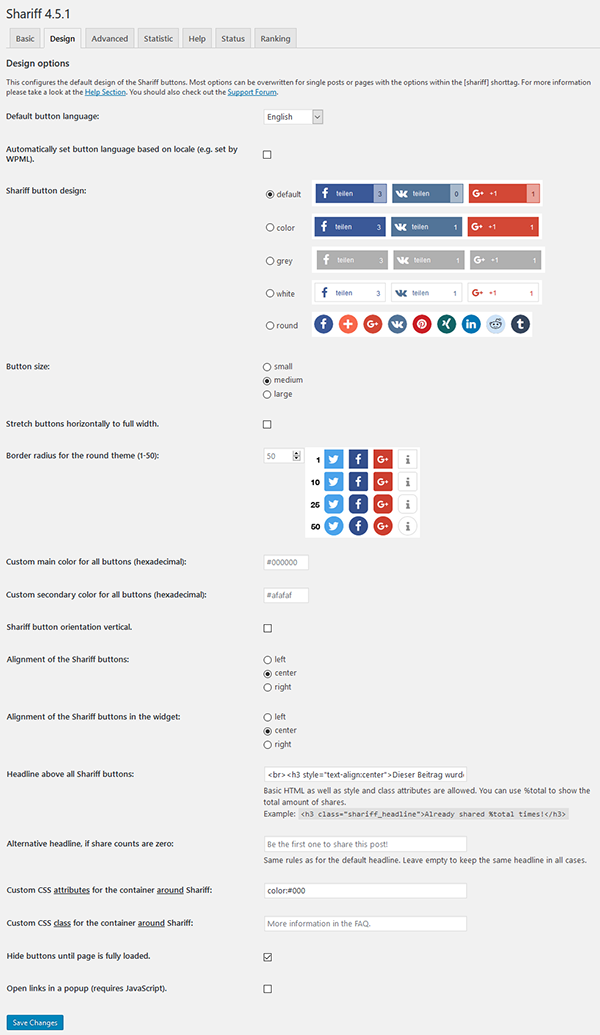 Shariff 4.5.1
Basic Design Advanced Statistic Help Status Ranking
Design options
This configures the default design of the Shariff buttons. Most options can be overwritten for single posts or pages with the options within the [shariff] shorttag. For more information
please take a look at the Help Section. You should also check out the Support Forum.
Default button language:
English
Automatically set button language based on locale (e.g. set by
WPML).
Shariff button design:
default
teilen 3 teilen 0 G+ +1 1
color
teilen 3 teilen 1 G+ +1 1
grey
teilen 3 teilen 1 G+ +1 1
white
teilen 3 teilen 1 G+ +1 1
round
Button size:
small
medium
large
Stretch buttons horizontally to full width.
Border radius for the round theme (1-50):
50
1
10
25
50
Custom main color for all buttons (hexadecimal):
#000000
Custom secondary color for all buttons (hexadecimal):
#afafaf
Shariff button orientation vertical.
Alignment of the Shariff buttons:
left
center
right
Alignment of the Shariff buttons in the widget:
left
center
right
Headline above all Shariff buttons:
<br><h3 style="text-align:center">Dieser Beitrag wurd
Basic HTML as well as style and class attributes are allowed. You can use %total to show the
total amount of shares.
Example: <h3 class="shariff_headline">Already shared %total times!</h3>
Alternative headline, if share counts are zero:
Be the first one to share this post!
Same rules as for the default headline. Leave empty to keep the same headline in all cases.
Custom CSS attributes for the container around Shariff:
color:#000
Custom CSS class for the container around Shariff:
More information in the FAQ.
Hide buttons until page is fully loaded.
Open links in a popup (requires JavaScript).
Save Changes